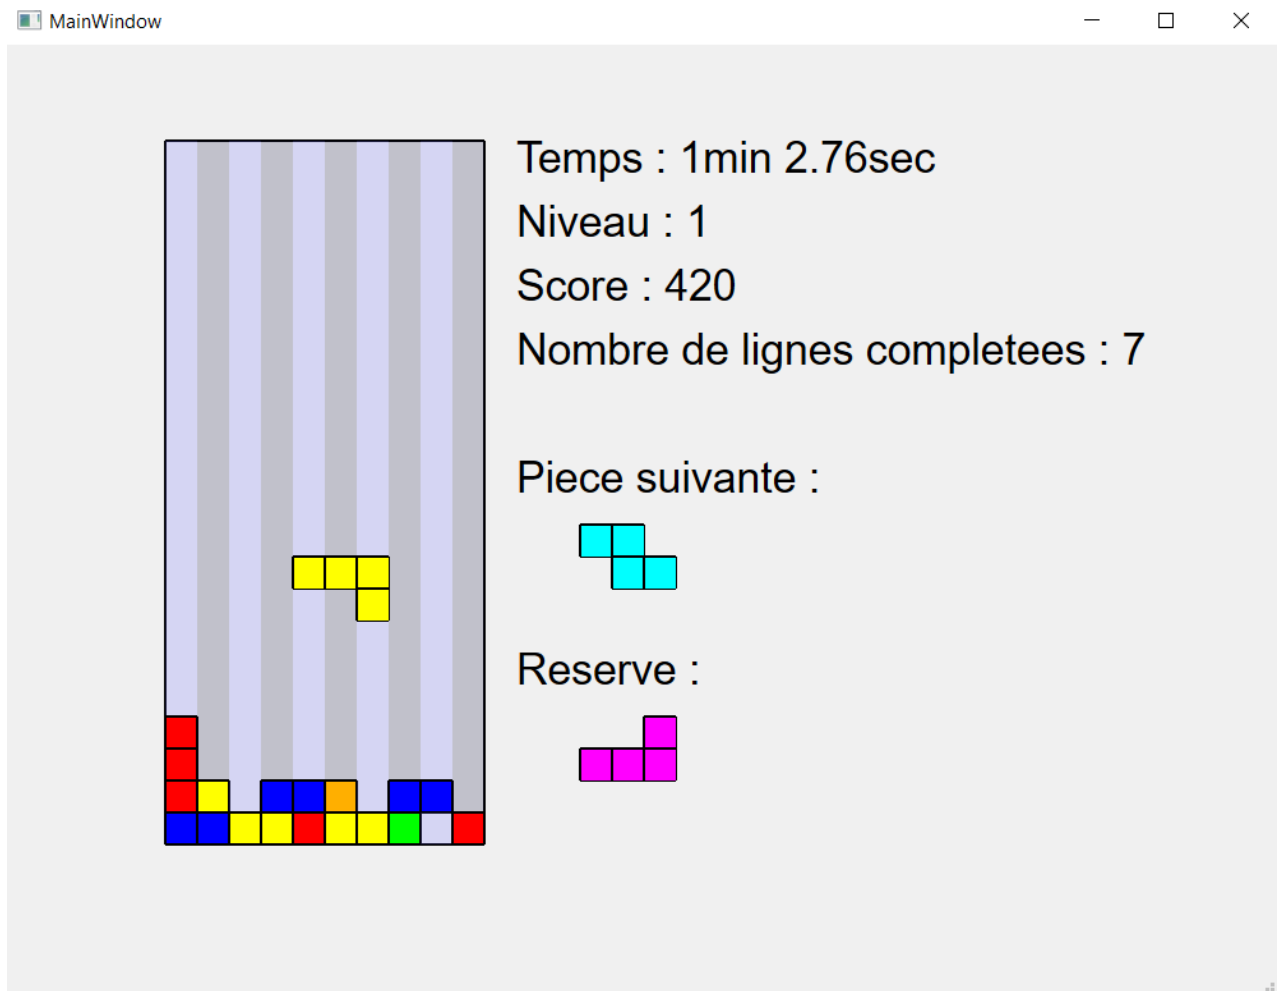 MainWindow
Temps : 1min 2.76sec
Niveau : 1
Score : 420
Nombre de lignes completees : 7
Piece suivante :
Reserve :